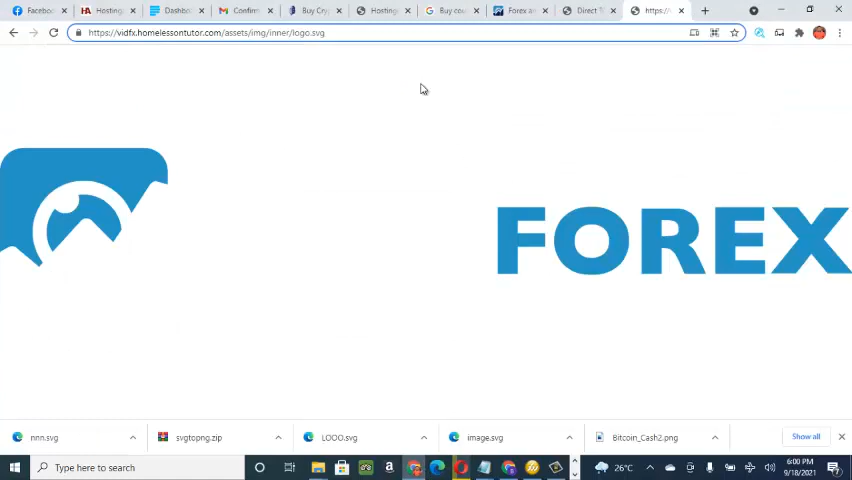 Facebo
Hosting
Dashbo
Confirm
Buy Cry
Hosting
Buy cou
Forex an
Direct T
https://
https://vidfx.homelessontutor.com/assets/img/inner/logo.svg
FOREX
nnn.svg
svgtopng.zip
LOOO.svg
image.svg
Bitcoin_Cash2.png
Show all
Type here to search
26°C
6:00 PM
9/18/2021